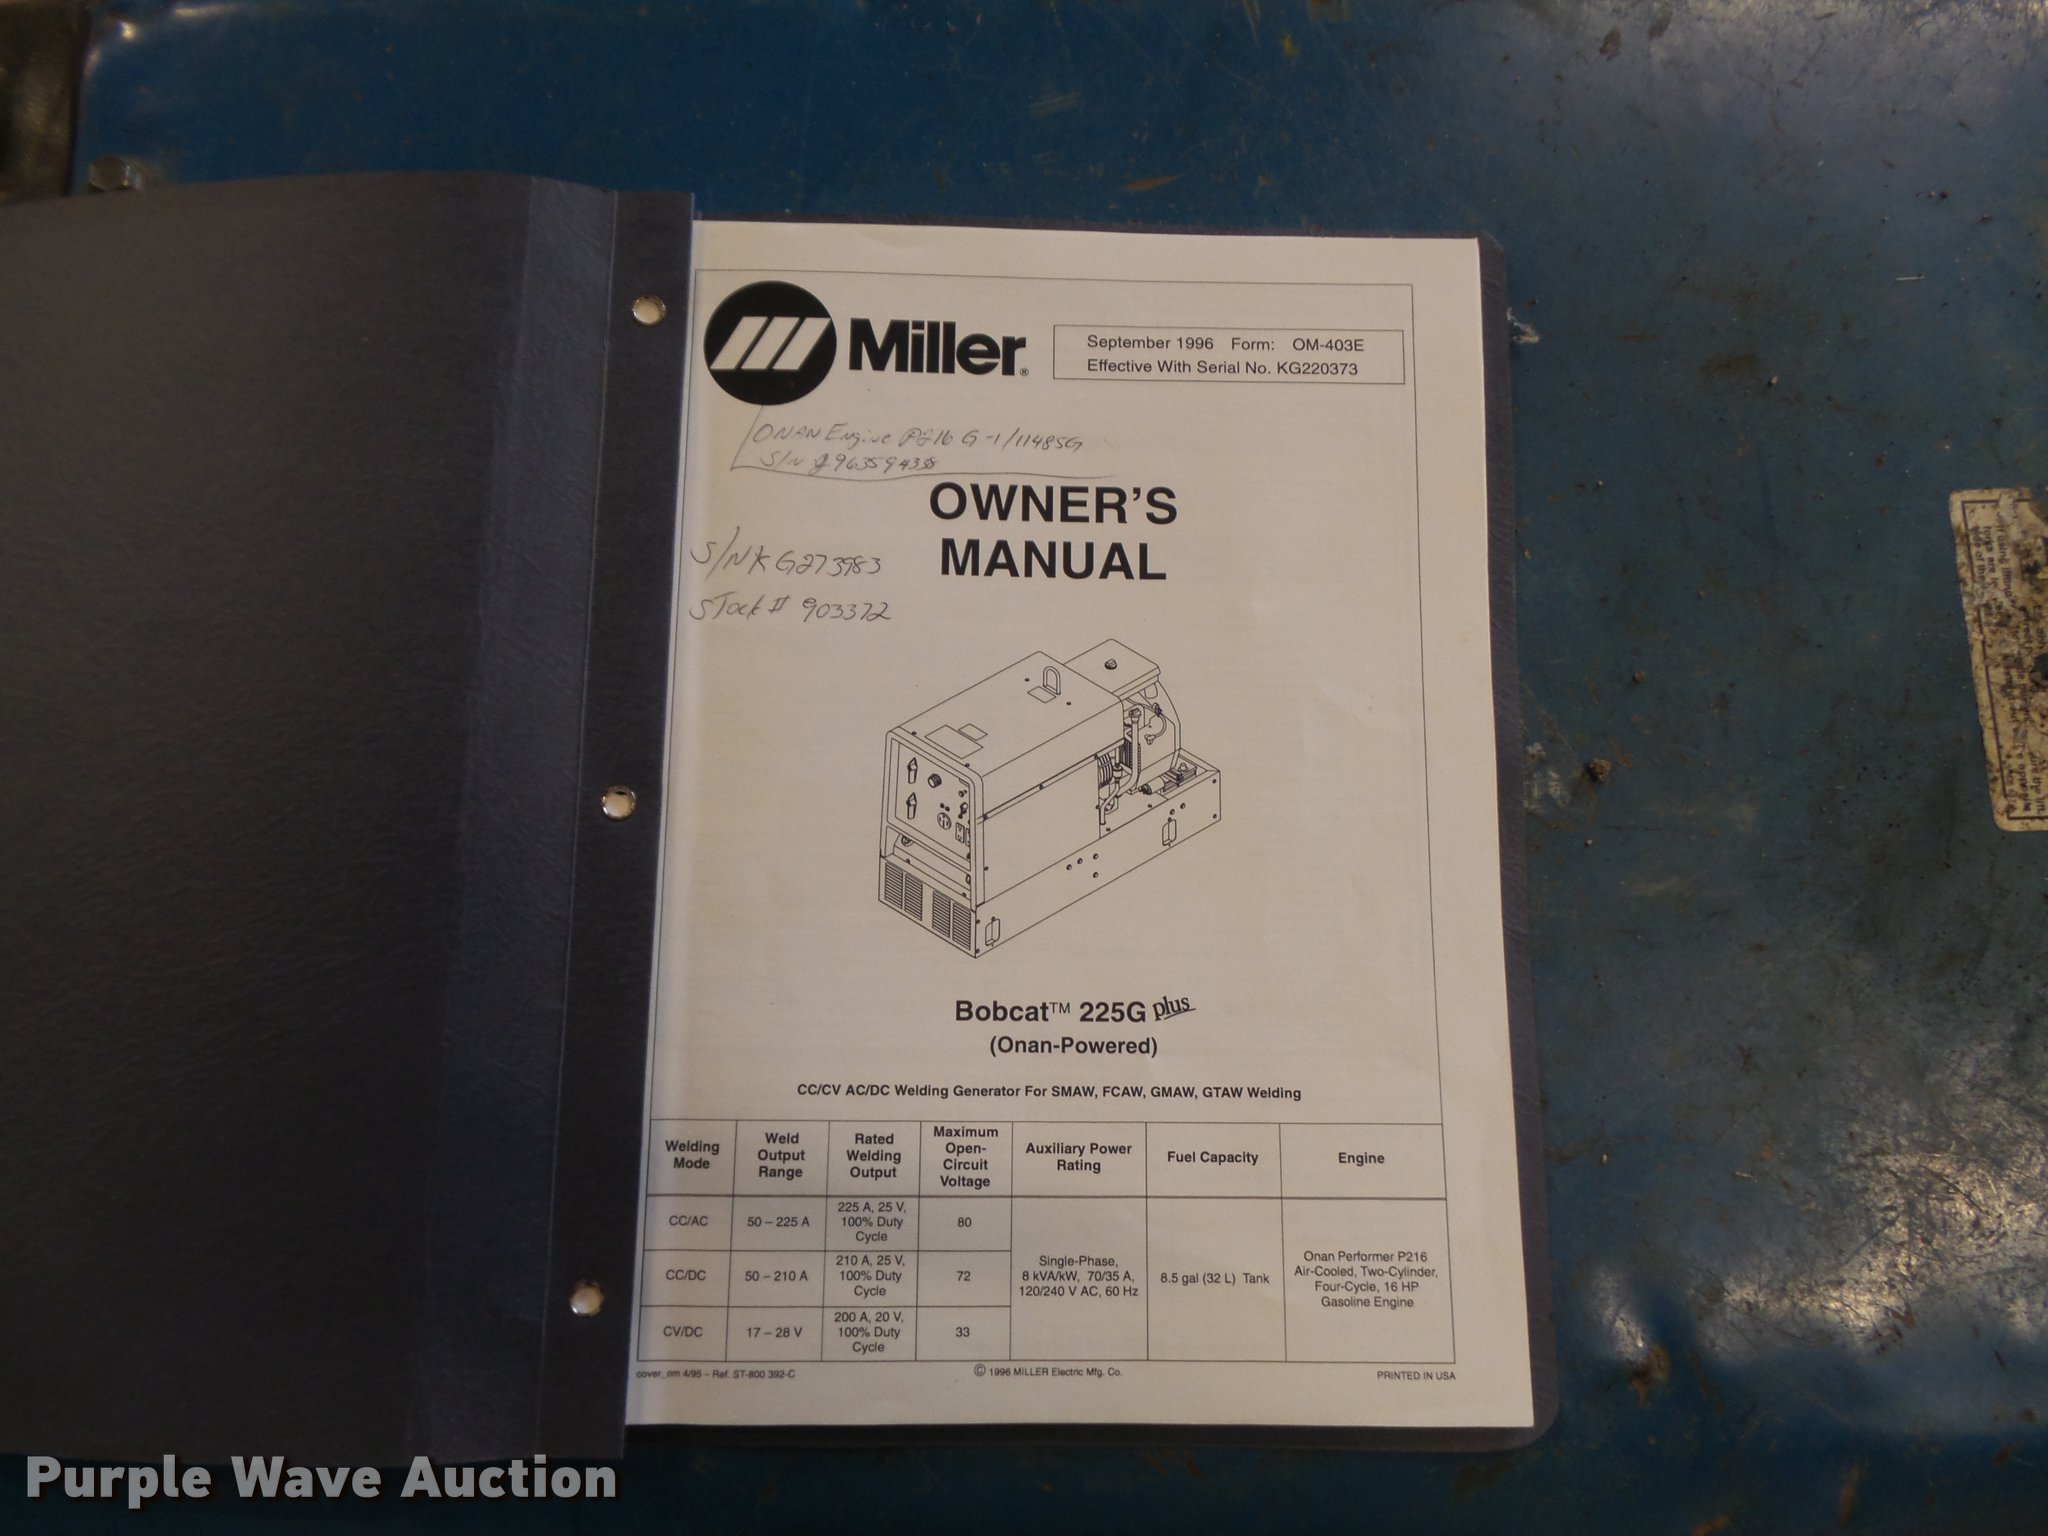 Miller®
September 1996 Form: OM-403E
Effective With Serial No. KG220373
ONAN Engine P216 G-1/11485G
S/N
OWNER'S
MANUAL
S/N KG273983
Stock # 903372
Bobcat™ 225G plus
(Onan-Powered)
CC/CV AC/DC Welding Generator For SMAW, FCAW, GMAW, GTAW Welding
Welding Mode
Weld Output Range
Rated Welding Output
Maximum Open-Circuit Voltage
Auxiliary Power Rating
Fuel Capacity
Engine
CC/AC
50 – 225 A
225 A, 25 V,
100% Duty
Cycle
80
CC/DC
50 – 210 A
210 A, 25 V,
100% Duty
Cycle
72
CV/DC
17 – 28 V
200 A, 20 V,
100% Duty
Cycle
33
Single-Phase,
8 kVA/kW, 70/35 A,
120/240 V AC, 60 Hz
8.5 gal (32 L) Tank
Onan Performer P216
Air-Cooled, Two-Cylinder,
Four-Cycle, 16 HP
Gasoline Engine
cover_om 4/95 – Ref. ST-800 392-C
© 1996 MILLER Electric Mfg. Co.
PRINTED IN USA
Purple Wave Auction